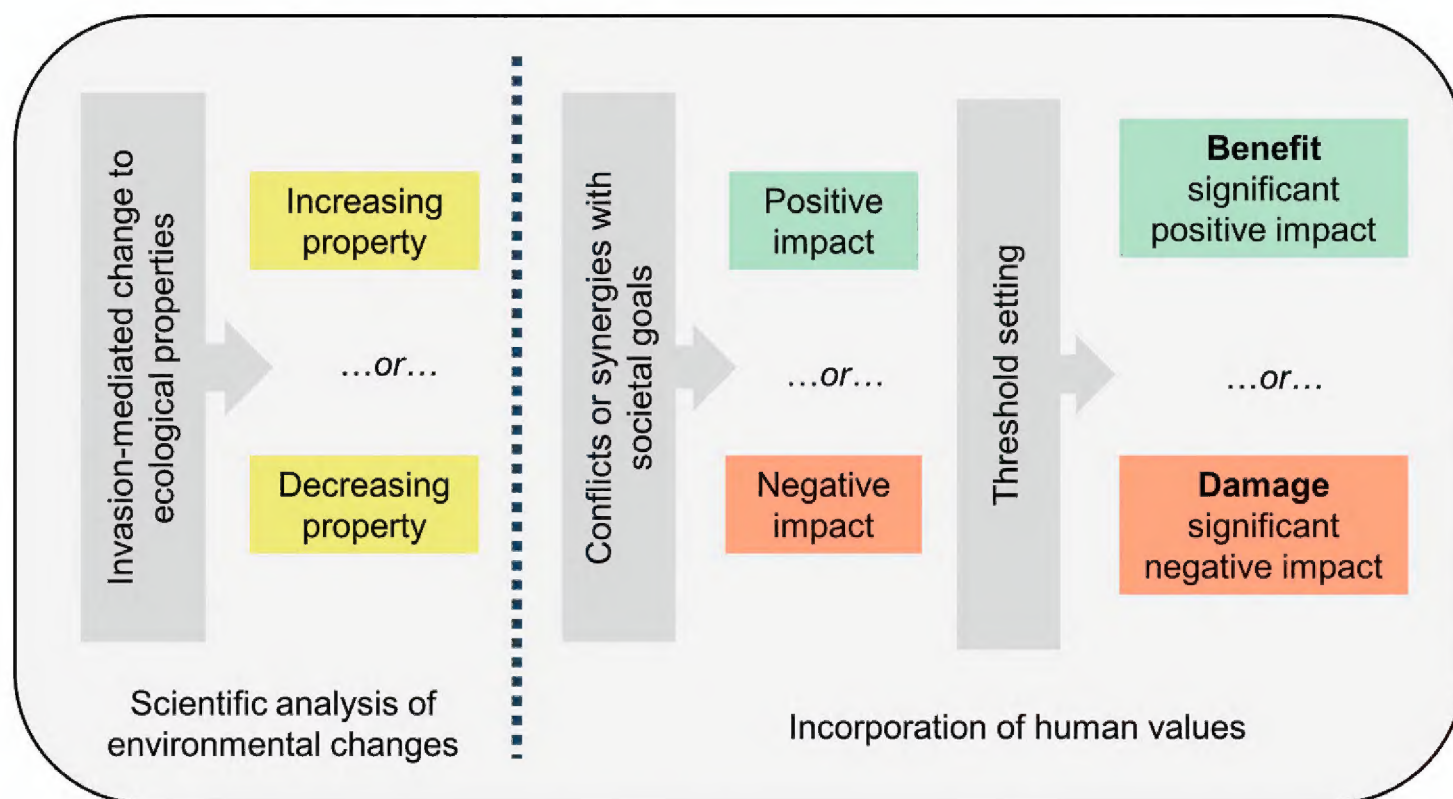 Invasion-mediated change to
ecological properties
Increasing
property
…or…
Decreasing
property
Scientific analysis of
environmental changes
Conflicts or synergies with
societal goals
Positive
impact
…or…
Negative
impact
Threshold setting
Benefit
significant
positive impact
…or…
Damage
significant
negative impact
Incorporation of human values